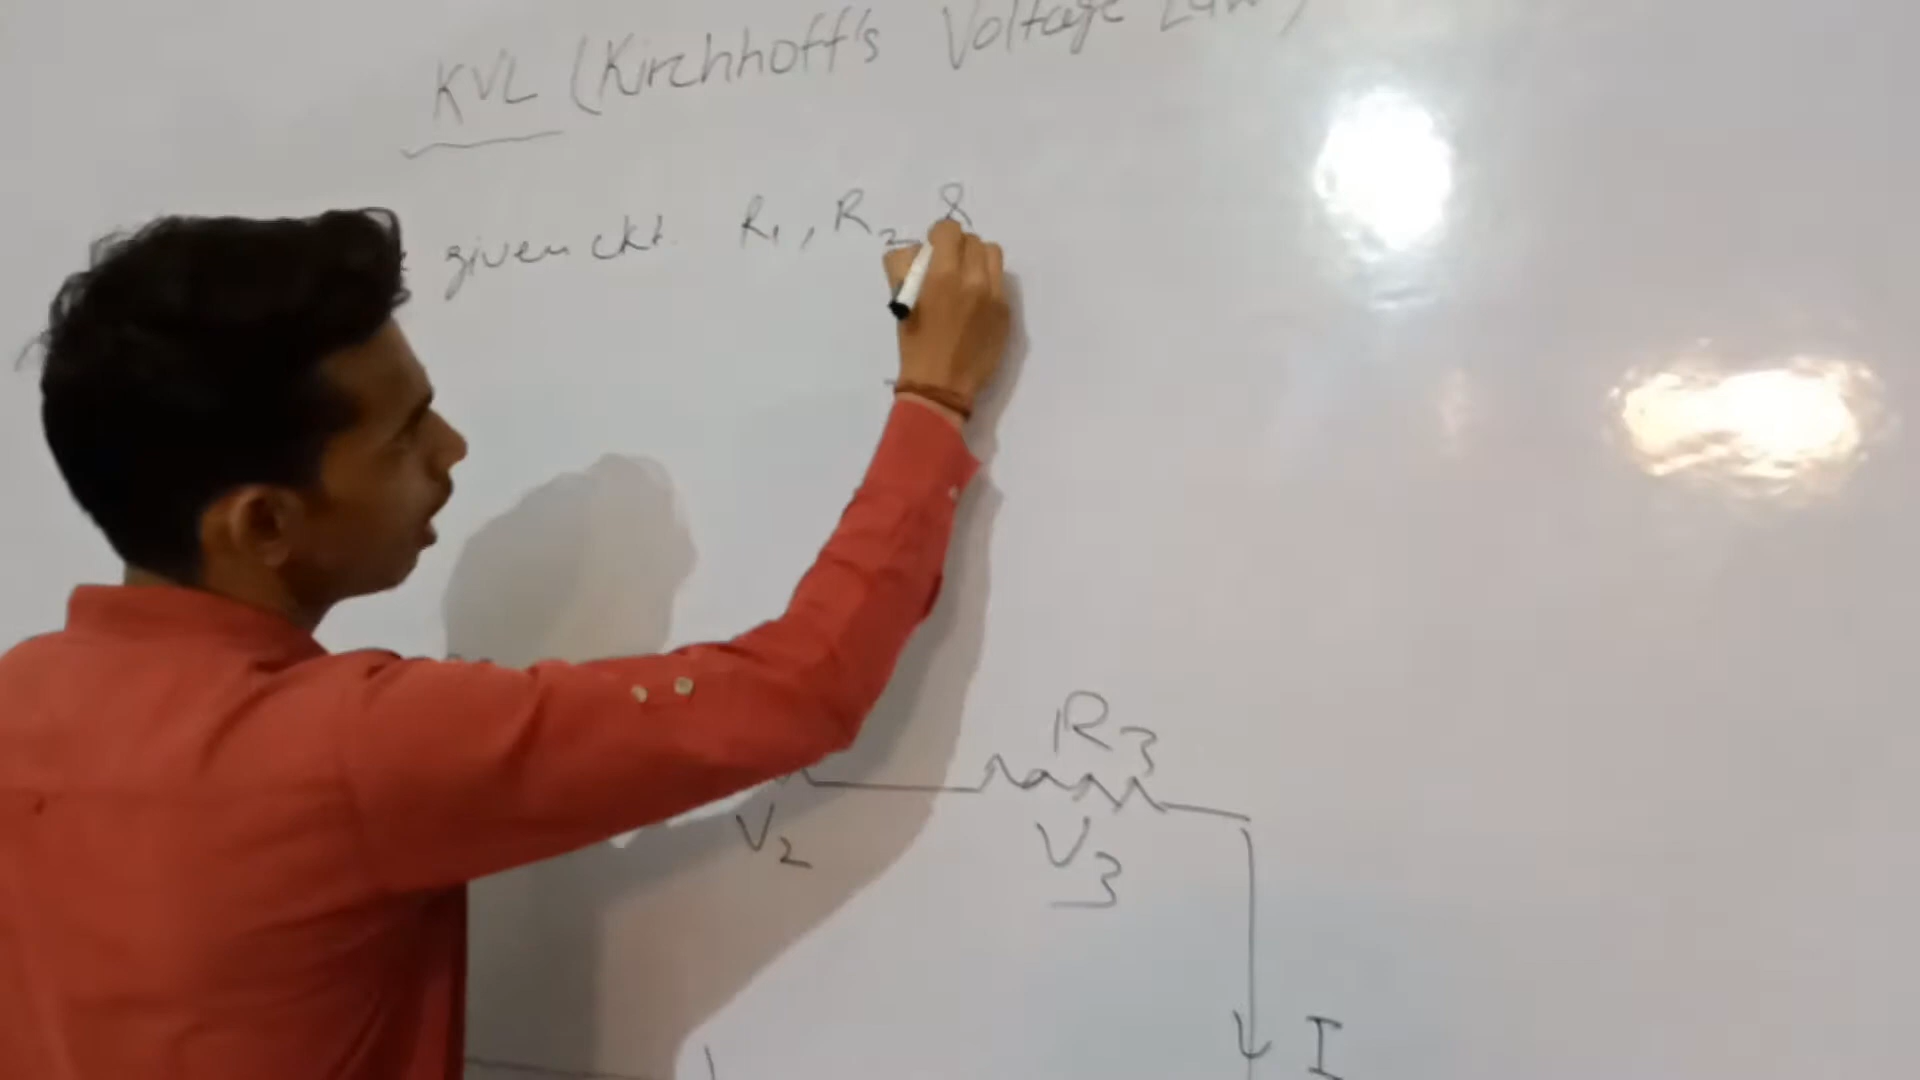 KVL (Kirchhoff's Voltage Law)
given ckt. R1, R2 &
R3
V2
V3
I